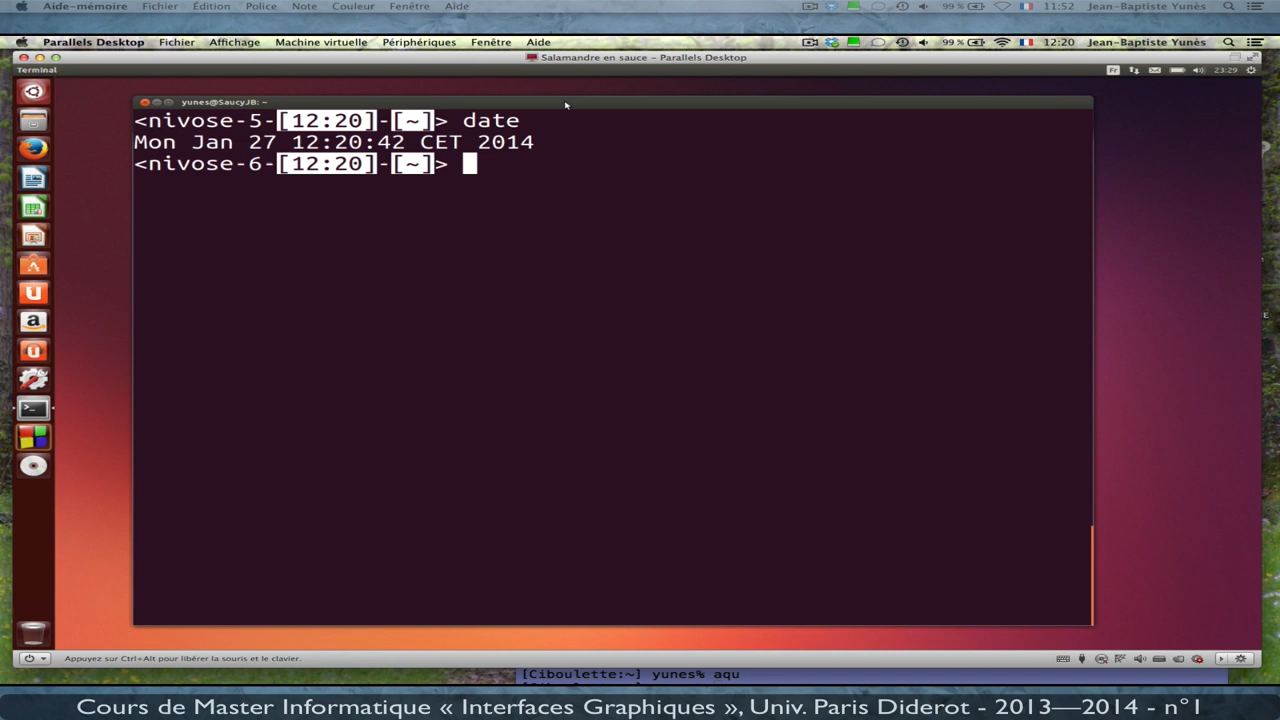 Aide-mémoire Fichier Édition Police Note Couleur Fenêtre Aide 99 % 11:52 Jean-Baptiste Yunès
Parallels Desktop Fichier Affichage Machine virtuelle Périphériques Fenêtre Aide 99 % 12:20 Jean-Baptiste Yunès
Salamandre en sauce – Parallels Desktop
Terminal Fr 23:29
yunes@SaucyJB: ~
<nivose-5-[12:20]-[~]> date
Mon Jan 27 12:20:42 CET 2014
<nivose-6-[12:20]-[~]>
Appuyez sur Ctrl+Alt pour libérer la souris et le clavier.
[Ciboulette:~] yunes% aqu
Cours de Master Informatique « Interfaces Graphiques », Univ. Paris Diderot - 2013—2014 - n°1